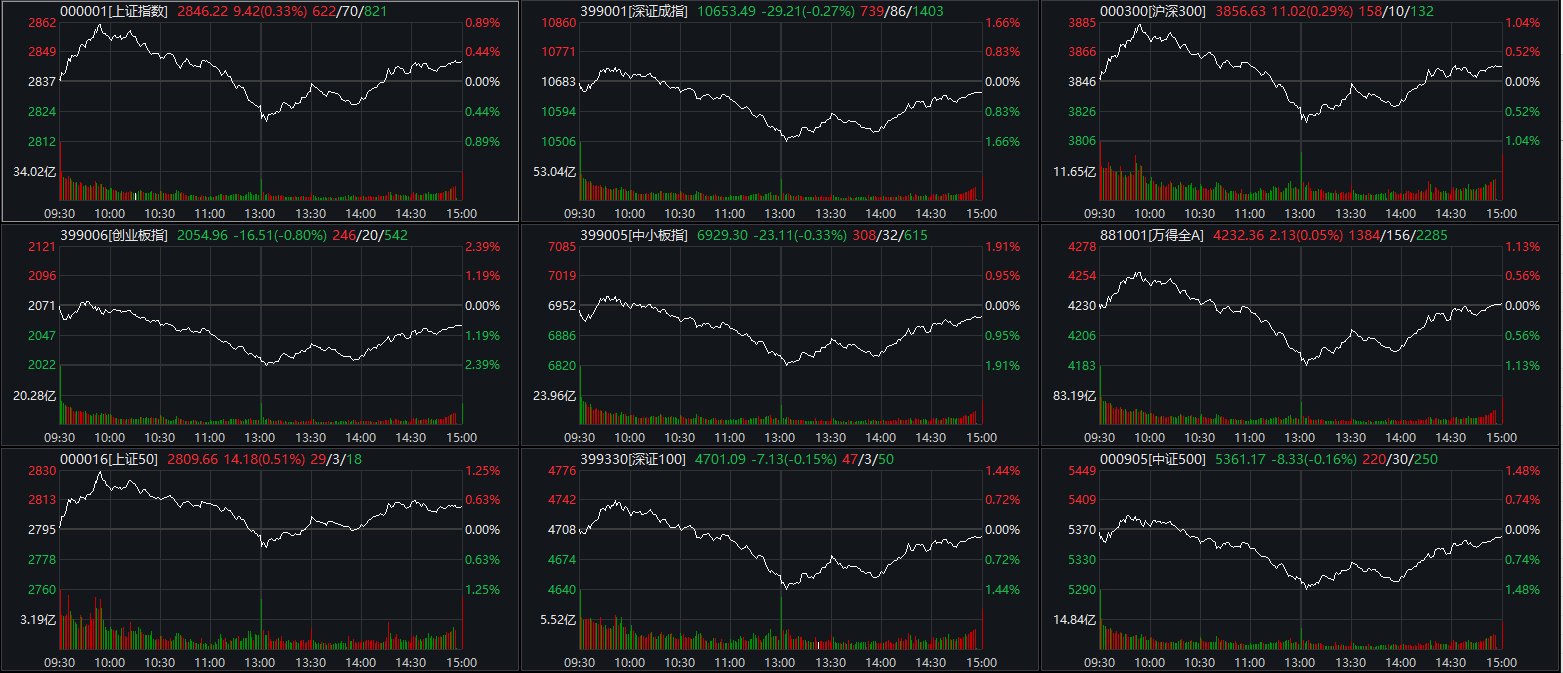 000001[上证指数] 2846.22 9.42(0.33%) 622/70/821
2862 0.89%
2849 0.44%
2837 0.00%
2824 0.44%
2812 0.89%
34.02亿
09:30 10:00 10:30 11:00 13:00 13:30 14:00 14:30 15:00
399001[深证成指] 10653.49 -29.21(-0.27%) 739/86/1403
10860 1.66%
10771 0.83%
10683 0.00%
10594 0.83%
10506 1.66%
53.04亿
09:30 10:00 10:30 11:00 13:00 13:30 14:00 14:30 15:00
000300[沪深300] 3856.63 11.02(0.29%) 158/10/132
3885 1.04%
3866 0.52%
3846 0.00%
3826 0.52%
3806 1.04%
11.65亿
09:30 10:00 10:30 11:00 13:00 13:30 14:00 14:30 15:00
399006[创业板指] 2054.96 -16.51(-0.80%) 246/20/542
2121 2.39%
2096 1.19%
2071 0.00%
2047 1.19%
2022 2.39%
20.28亿
09:30 10:00 10:30 11:00 13:00 13:30 14:00 14:30 15:00
399005[中小板指] 6929.30 -23.11(-0.33%) 308/32/615
7085 1.91%
7019 0.95%
6952 0.00%
6886 0.95%
6820 1.91%
23.96亿
09:30 10:00 10:30 11:00 13:00 13:30 14:00 14:30 15:00
881001[万得全A] 4232.36 2.13(0.05%) 1384/156/2285
4278 1.13%
4254 0.56%
4230 0.00%
4206 0.56%
4183 1.13%
83.19亿
09:30 10:00 10:30 11:00 13:00 13:30 14:00 14:30 15:00
000016[上证50] 2809.66 14.18(0.51%) 29/3/18
2830 1.25%
2813 0.63%
2795 0.00%
2778 0.63%
2760 1.25%
3.19亿
09:30 10:00 10:30 11:00 13:00 13:30 14:00 14:30 15:00
399330[深证100] 4701.09 -7.13(-0.15%) 47/3/50
4776 1.44%
4742 0.72%
4708 0.00%
4674 0.72%
4640 1.44%
5.52亿
09:30 10:00 10:30 11:00 13:00 13:30 14:00 14:30 15:00
000905[中证500] 5361.17 -8.33(-0.16%) 220/30/250
5449 1.48%
5409 0.74%
5370 0.00%
5330 0.74%
5290 1.48%
14.84亿
09:30 10:00 10:30 11:00 13:00 13:30 14:00 14:30 15:00